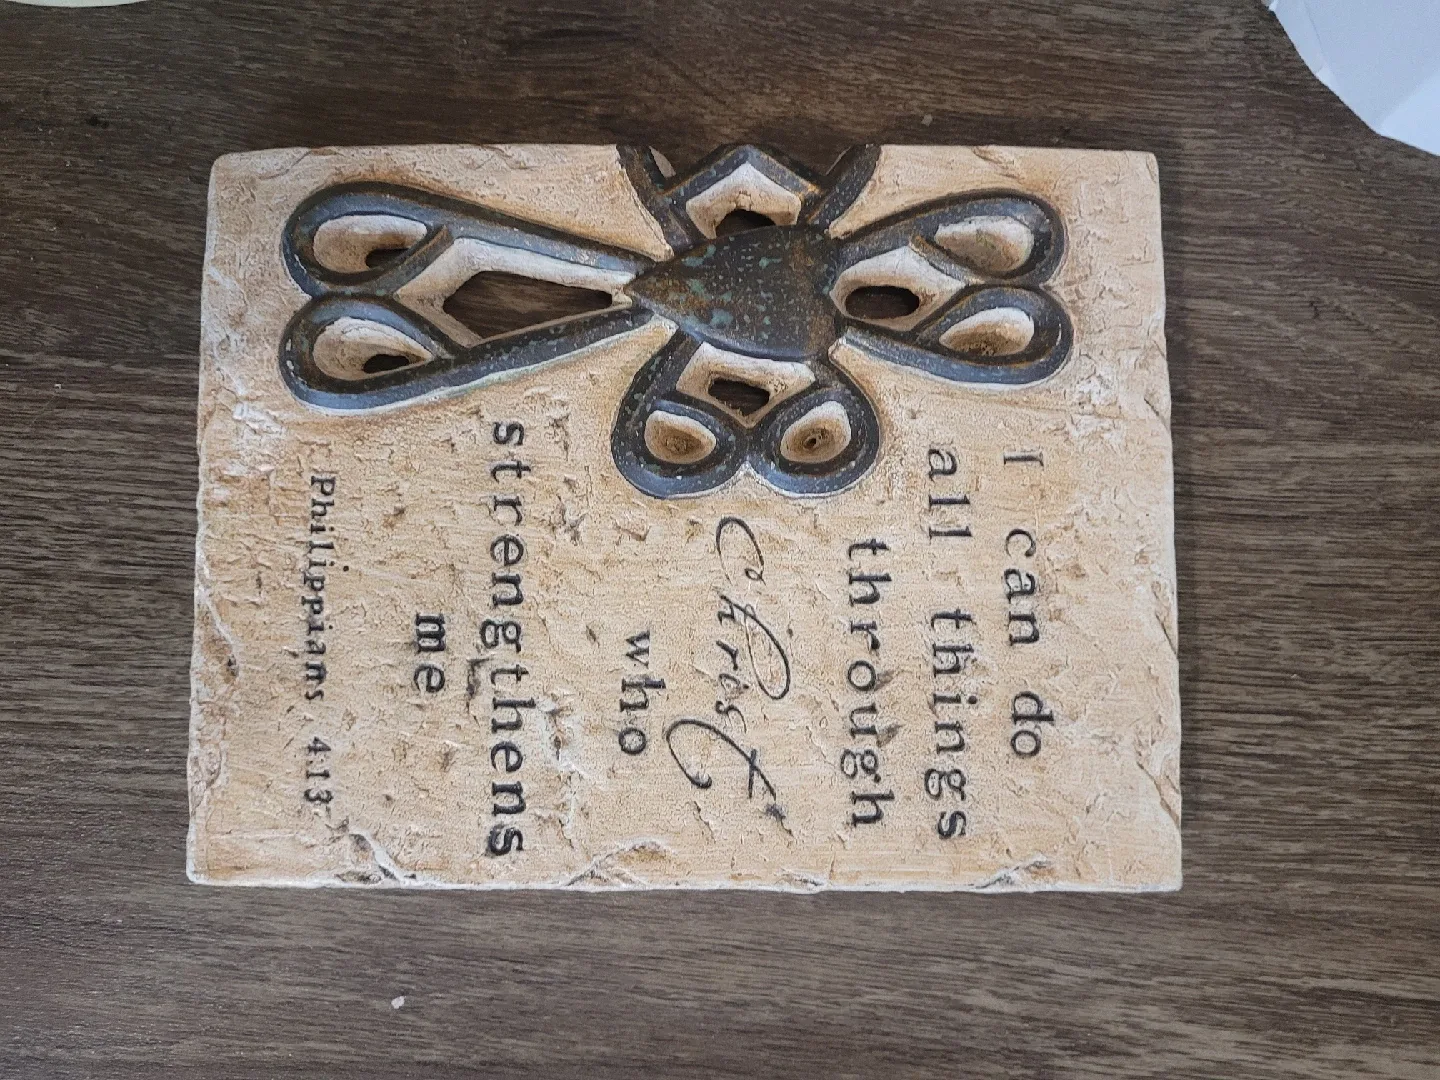 I can do
all things
through
Christ
who
strengthens
me
Philippians 4:13